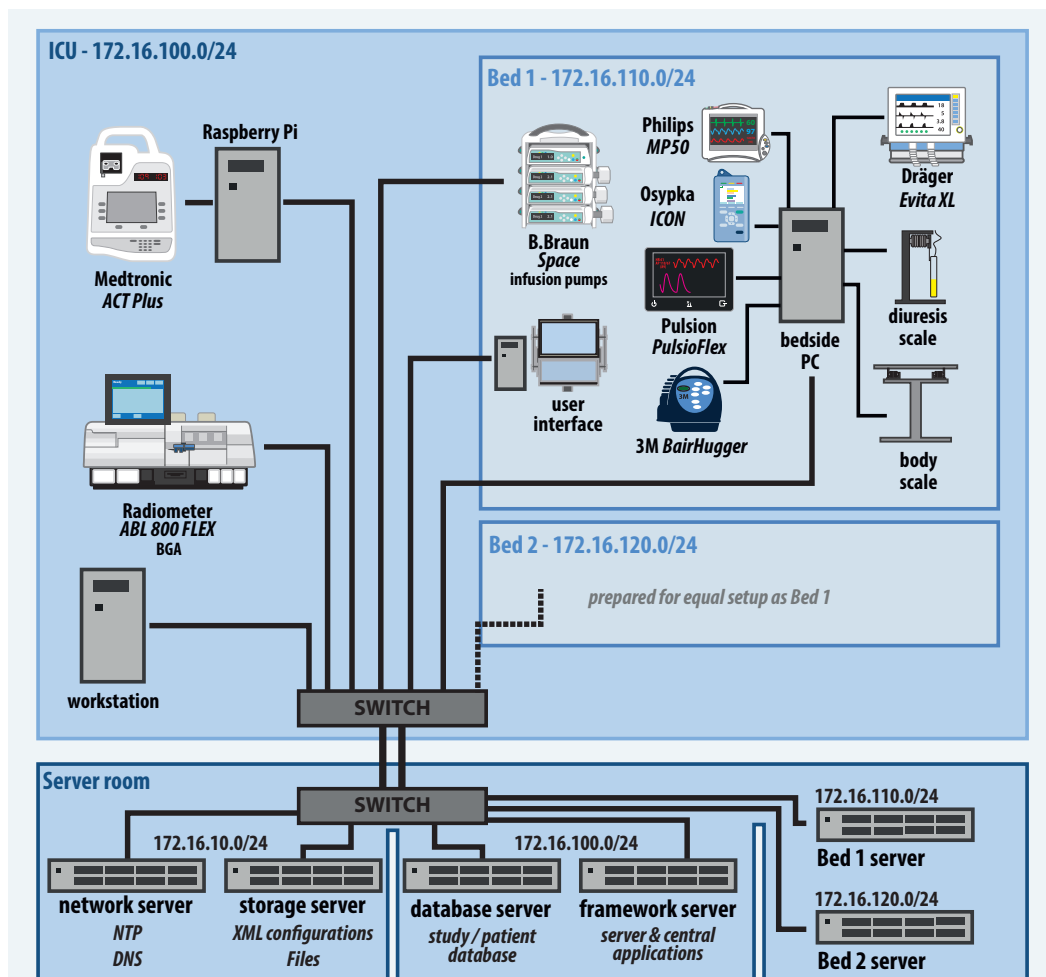 ICU - 172.16.100.0/24
Bed 1 - 172.16.110.0/24
Raspberry Pi
Medtronic
ACT Plus
B.Braun
Space
infusion pumps
Philips
MP50
Osypka
ICON
Pulsion
PulsioFlex
3M
3M BairHugger
user
interface
bedside
PC
Dräger
Evita XL
diuresis
scale
body
scale
Radiometer
ABL 800 FLEX
BGA
workstation
Bed 2 - 172.16.120.0/24
prepared for equal setup as Bed 1
SWITCH
Server room
SWITCH
172.16.10.0/24
network server
NTP
DNS
storage server
XML configurations
Files
172.16.100.0/24
database server
study / patient
database
framework server
server & central
applications
172.16.110.0/24
Bed 1 server
172.16.120.0/24
Bed 2 server